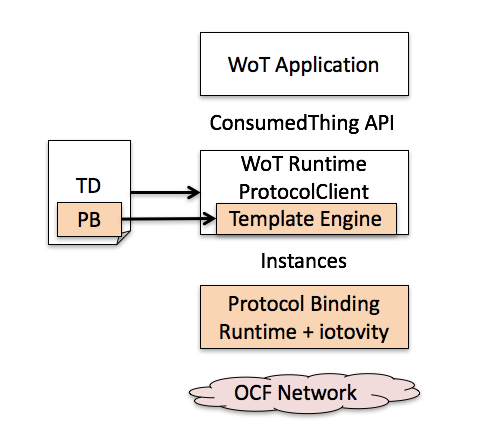 WoT Application
ConsumedThing API
TD
PB
WoT Runtime
ProtocolClient
Template Engine
Instances
Protocol Binding
Runtime + iotovity
OCF Network